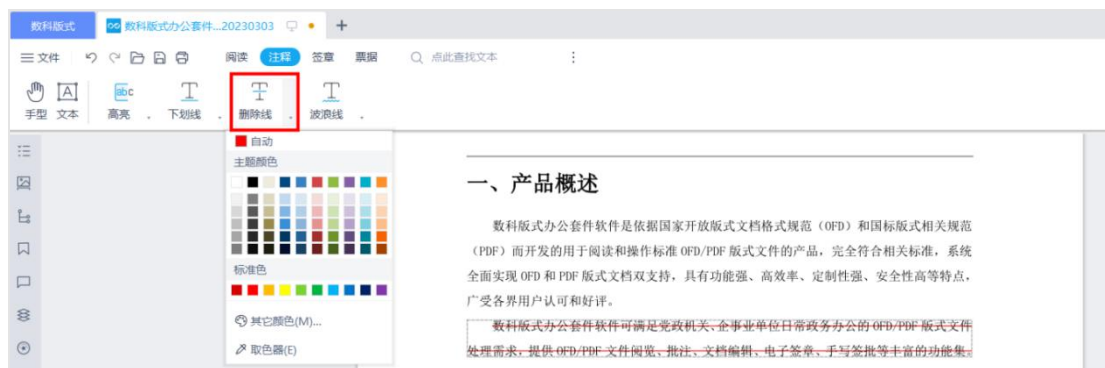 数科版式 数科版式办公套件...20230303 +
文件 阅读 注释 签章 票据 点此查找文本
A abc T T T
手型 文本 高亮 下划线 删除线 波浪线
自动
主题颜色
标准色
其它颜色(M)...
取色器(E)
一、产品概述
数科版式办公套件软件是依据国家开放版式文档格式规范（OFD）和国标版式相关规范
（PDF）而开发的用于阅读和操作标准 OFD/PDF 版式文件的产品，完全符合相关标准，系统
全面实现 OFD 和 PDF 版式文档双支持，具有功能强、高效率、定制性强、安全性高等特点，
广受各界用户认可和好评。
数科版式办公套件软件可满足党政机关、企事业单位日常政务办公的 OFD/PDF 版式文件
处理需求，提供 OFD/PDF 文件阅览、批注、文档编辑、电子签章、手写签批等丰富的功能集。